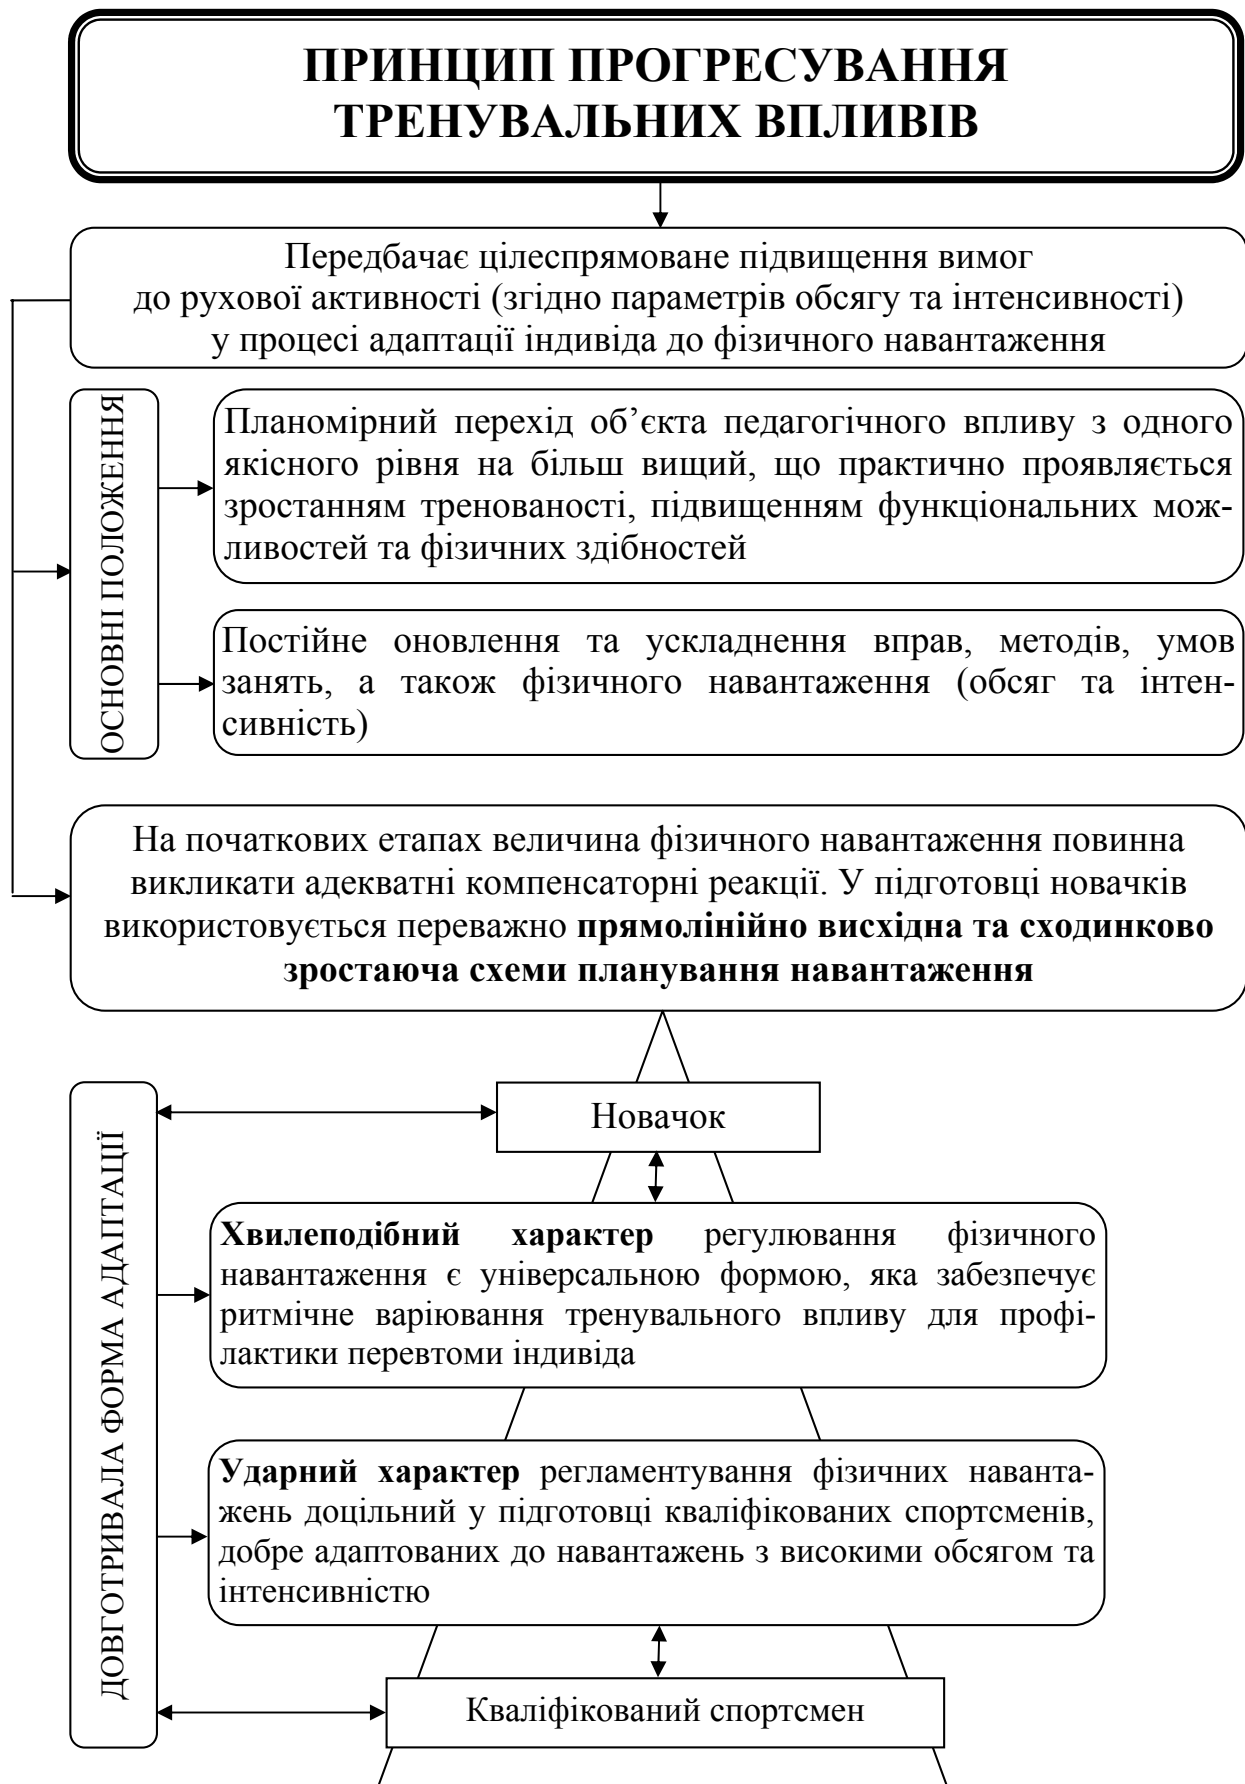 ПРИНЦИП ПРОГРЕСУВАННЯ
ТРЕНУВАЛЬНИХ ВПЛИВІВ
Передбачає цілеспрямоване підвищення вимог
до рухової активності (згідно параметрів обсягу та інтенсивності)
у процесі адаптації індивіда до фізичного навантаження
ОСНОВНІ ПОЛОЖЕННЯ
Планомірний перехід об’єкта педагогічного впливу з одного
якісного рівня на більш вищий, що практично проявляється
зростанням тренованості, підвищенням функціональних мож-
ливостей та фізичних здібностей
Постійне оновлення та ускладнення вправ, методів, умов
занять, а також фізичного навантаження (обсяг та інтен-
сивність)
На початкових етапах величина фізичного навантаження повинна
викликати адекватні компенсаторні реакції. У підготовці новачків
використовується переважно прямолінійно висхідна та сходинково
зростаюча схеми планування навантаження
ДОВГОТРИВАЛА ФОРМА АДАПТАЦІЇ
Новачок
Хвилеподібний характер регулювання фізичного
навантаження є універсальною формою, яка забезпечує
ритмічне варіювання тренувального впливу для профі-
лактики перевтоми індивіда
Ударний характер регламентування фізичних наванта-
жень доцільний у підготовці кваліфікованих спортсменів,
добре адаптованих до навантажень з високими обсягом та
інтенсивністю
Кваліфікований спортсмен